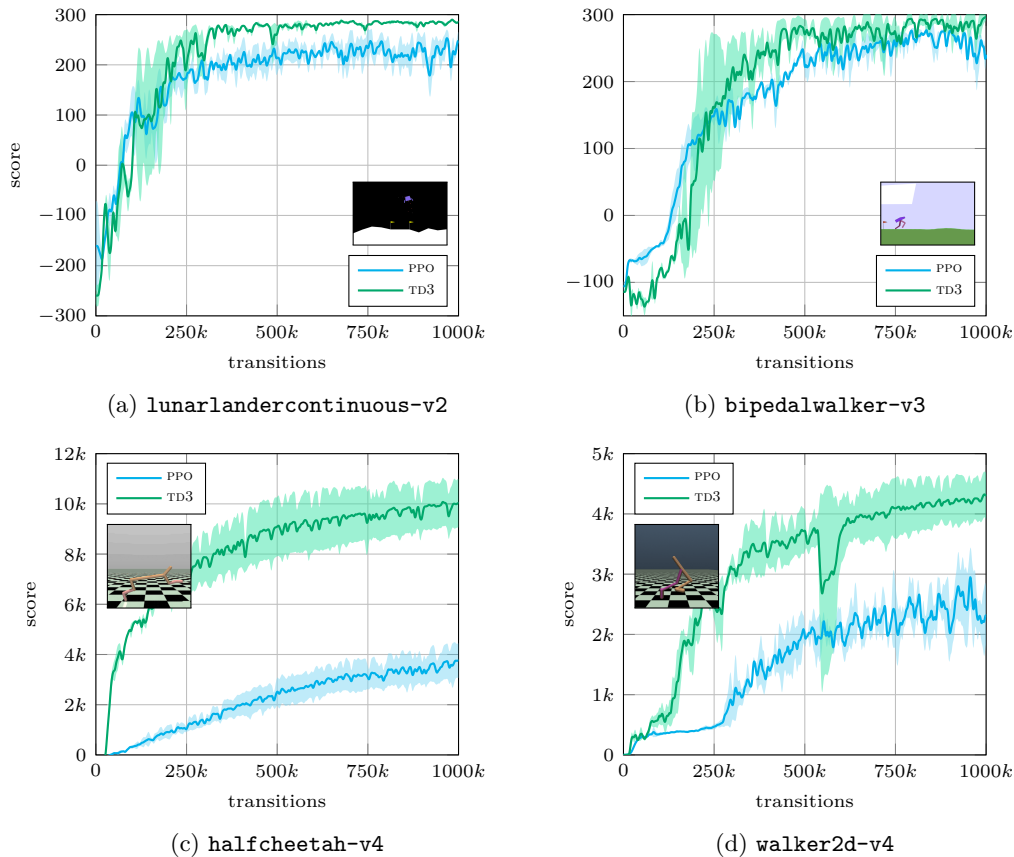 300
200
100
0
−100
−200
−300
score
PPO
TD3
0
250k
500k
750k
1000k
transitions
(a) lunarlandercontinuous-v2
300
200
100
0
−100
PPO
TD3
0
250k
500k
750k
1000k
transitions
(b) bipedalwalker-v3
12k
10k
8k
6k
4k
2k
0
score
PPO
TD3
0
250k
500k
750k
1000k
transitions
(c) halfcheetah-v4
5k
4k
3k
2k
1k
0
score
PPO
TD3
0
250k
500k
750k
1000k
transitions
(d) walker2d-v4